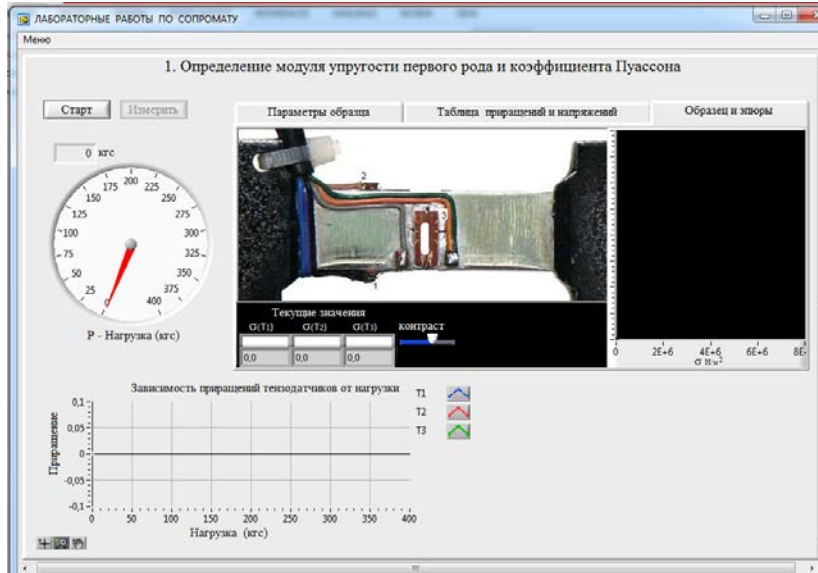 ЛАБОРАТОРНЫЕ РАБОТЫ ПО СОПРОМАТУ
Меню
1. Определение модуля упругости первого рода и коэффициента Пуассона
Старт
Измерить
Параметры образца
Таблица приращений и напряжений
Образец и эпюры
0 кгс
0
25
50
75
100
125
150
175
200
225
250
275
300
325
350
375
400
P - Нагрузка (кгс)
2
3
1
Текущие значения
G(T1) G(T2) G(T3)
контраст
0,0 0,0 0,0
0 2E+6 4E+6 6E+6 8E-
G Н/м²
Зависимость приращений тензодатчиков от нагрузки
T1
T2
T3
Приращение
0,1
0,05
0
-0,05
-0,1
0 50 100 150 200 250 300 350 400
Нагрузка (кгс)